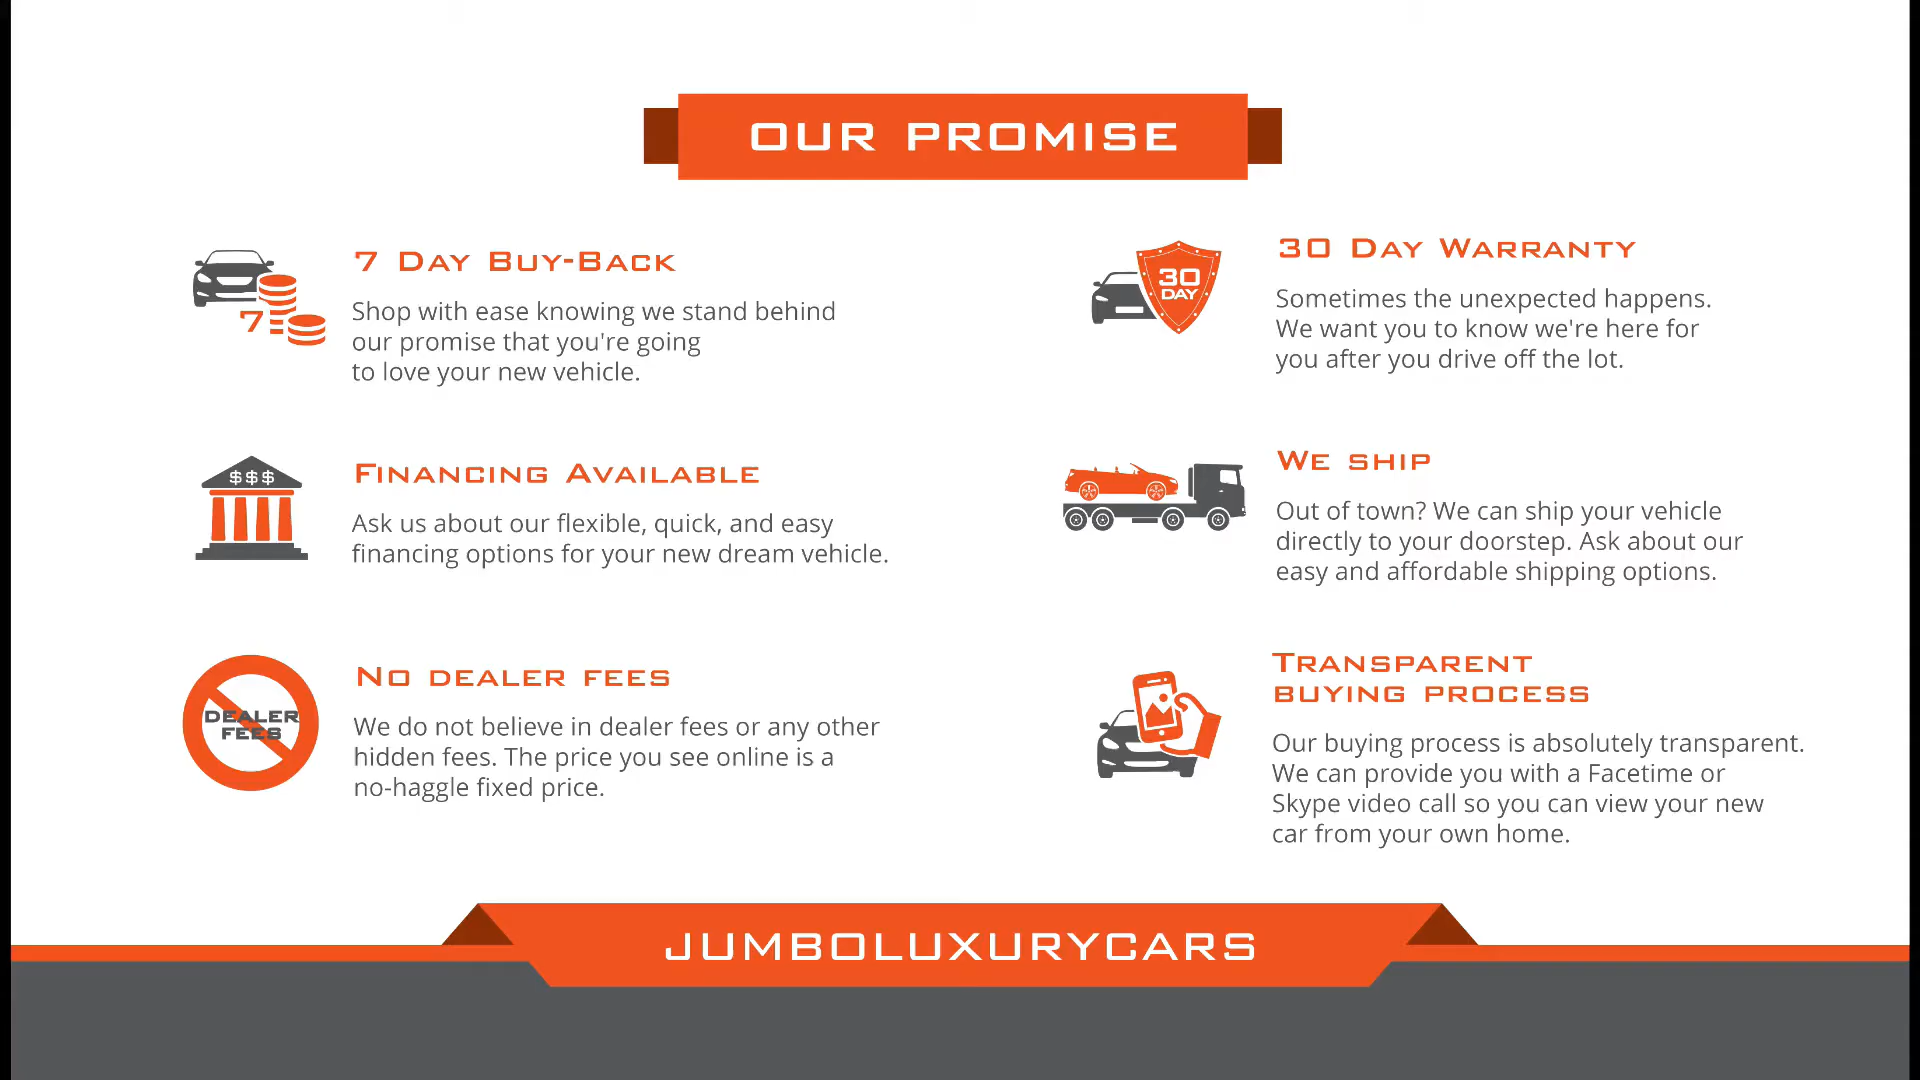 OUR PROMISE
7 DAY BUY-BACK
Shop with ease knowing we stand behind
our promise that you're going
to love your new vehicle.
7
$$$
FINANCING AVAILABLE
Ask us about our flexible, quick, and easy
financing options for your new dream vehicle.
DEALER
FEES
NO DEALER FEES
We do not believe in dealer fees or any other
hidden fees. The price you see online is a
no-haggle fixed price.
30
DAY
30 DAY WARRANTY
Sometimes the unexpected happens.
We want you to know we're here for
you after you drive off the lot.
WE SHIP
Out of town? We can ship your vehicle
directly to your doorstep. Ask about our
easy and affordable shipping options.
TRANSPARENT
BUYING PROCESS
Our buying process is absolutely transparent.
We can provide you with a Facetime or
Skype video call so you can view your new
car from your own home.
JUMBOLUXURYCARS